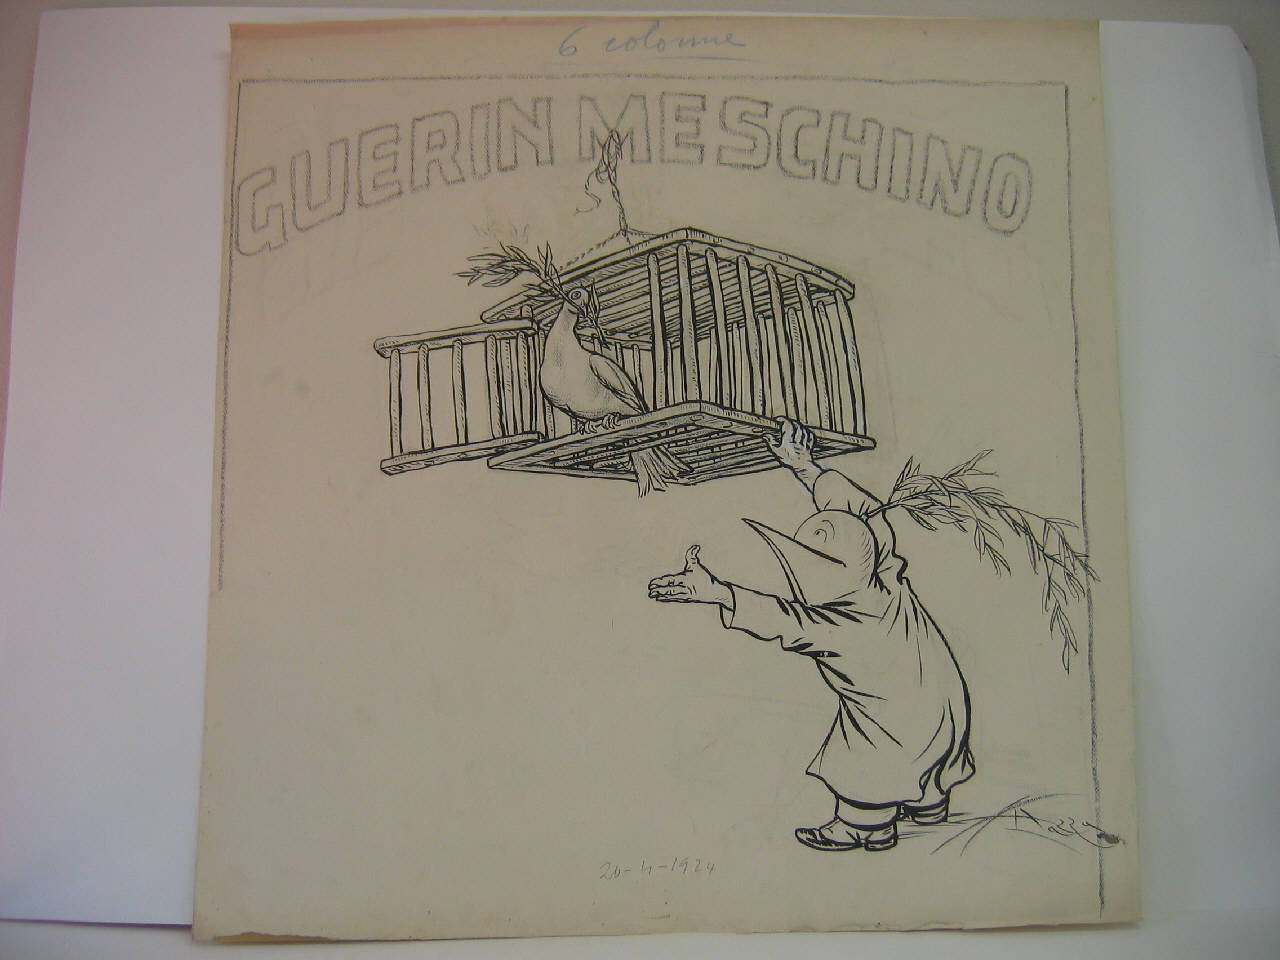 6 colonne
GUERIN MESCHINO
20-4-1924